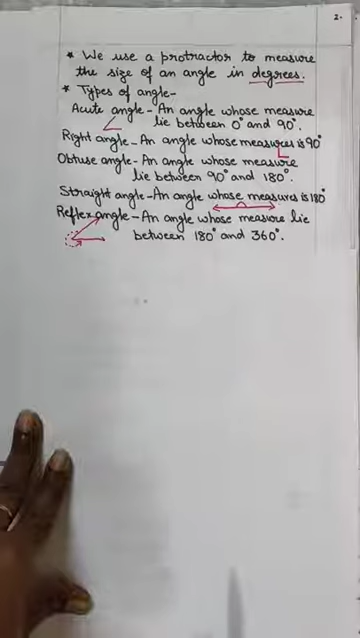 2.
* We use a protractor to measure
the size of an angle in degrees.
* Types of angle-
Acute angle - An angle whose measure
lie between 0° and 90°.
Right angle - An angle whose measures is 90°
Obtuse angle - An angle whose measure
lie between 90° and 180°.
Straight angle - An angle whose measures is 180°
Reflex angle - An angle whose measure lie
between 180° and 360°.